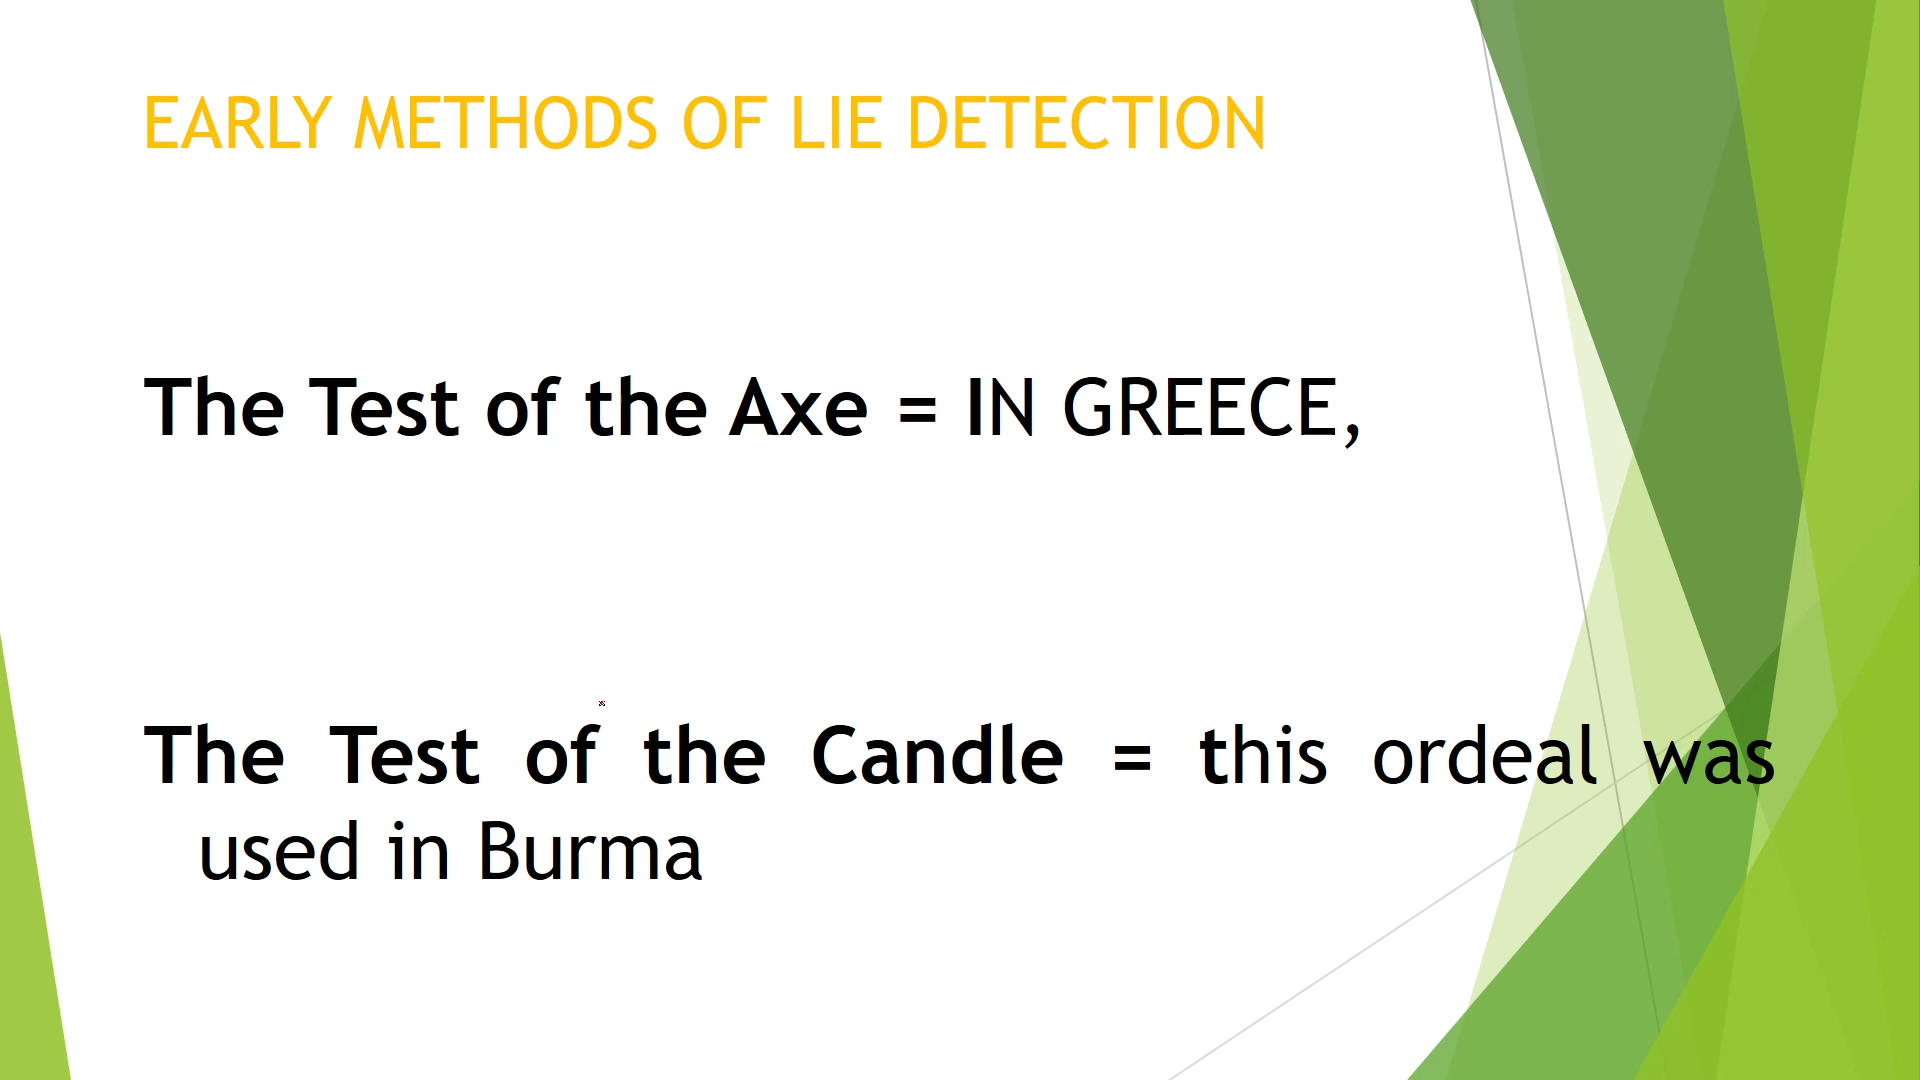 EARLY METHODS OF LIE DETECTION
The Test of the Axe = IN GREECE,
The Test of the Candle = this ordeal was
used in Burma